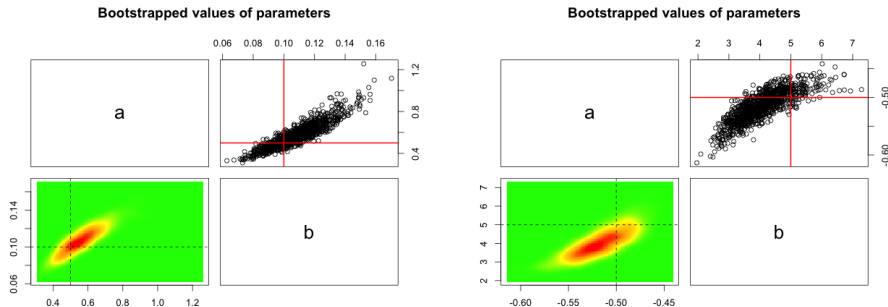 Bootstrapped values of parameters
0.06 0.08 0.10 0.12 0.14 0.16
a
0.4 0.8 1.2
0.06 0.10 0.14
b
0.4 0.6 0.8 1.0 1.2
Bootstrapped values of parameters
2 3 4 5 6 7
a
-0.60 -0.50
2 3 4 5 6 7
b
-0.60 -0.55 -0.50 -0.45